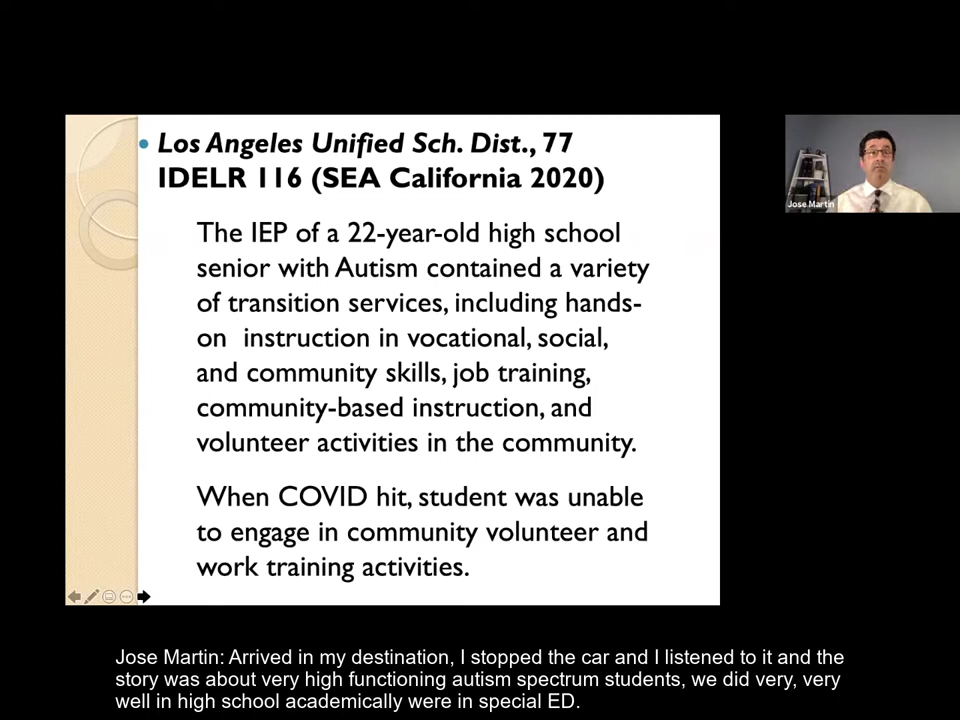 Los Angeles Unified Sch. Dist., 77
IDELR 116 (SEA California 2020)
The IEP of a 22-year-old high school
senior with Autism contained a variety
of transition services, including hands-
on instruction in vocational, social,
and community skills, job training,
community-based instruction, and
volunteer activities in the community.
When COVID hit, student was unable
to engage in community volunteer and
work training activities.
Jose Martin
Jose Martin: Arrived in my destination, I stopped the car and I listened to it and the
story was about very high functioning autism spectrum students, we did very, very
well in high school academically were in special ED.